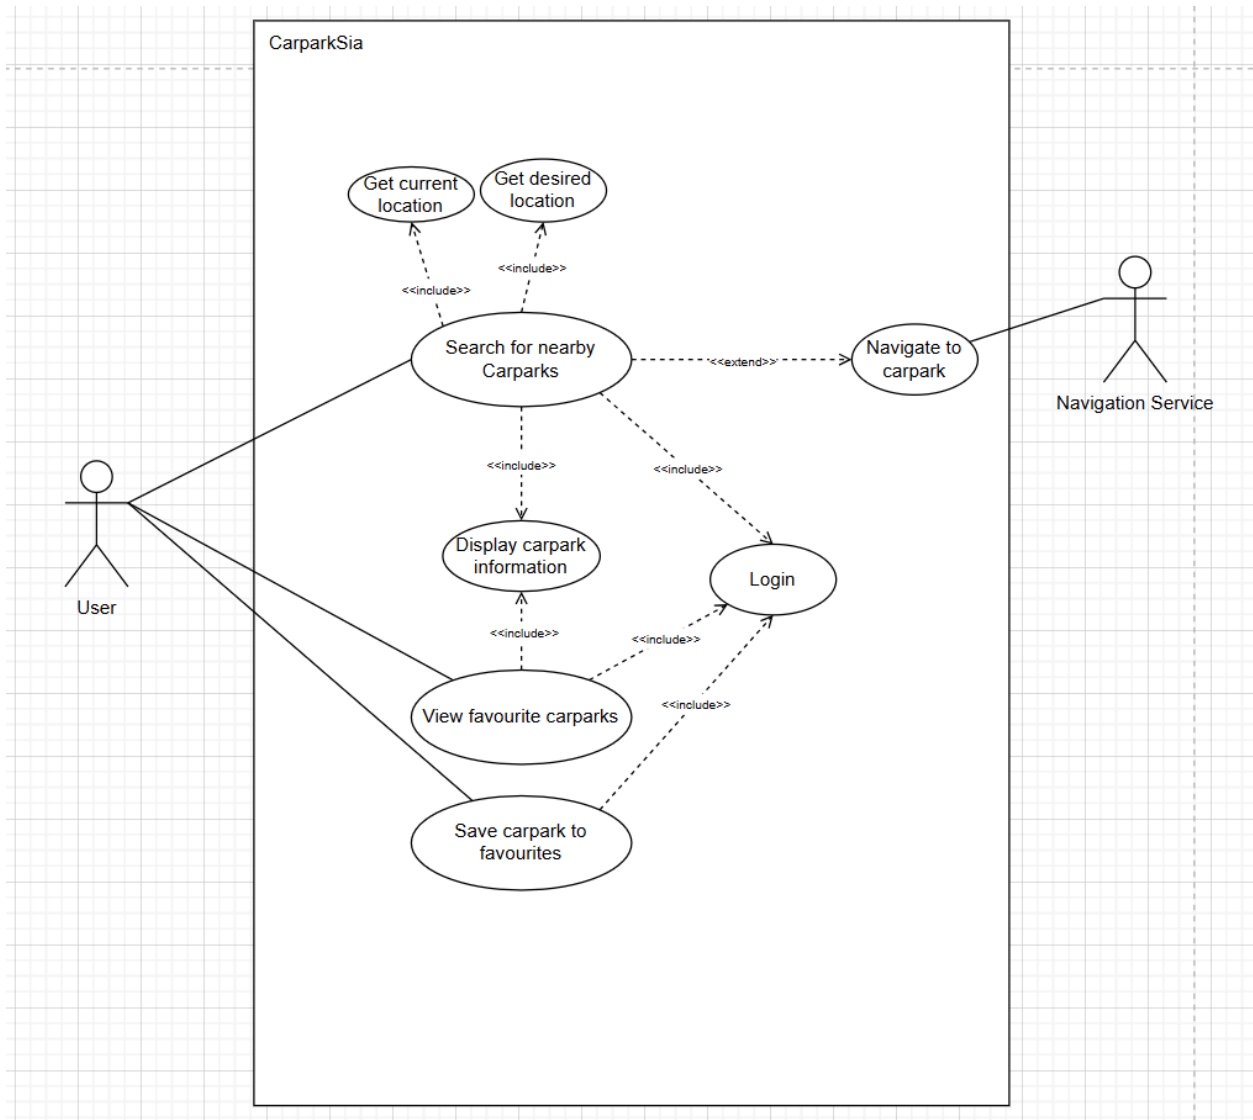 CarparkSia
Get current
location
Get desired
location
<<include>>
<<include>>
Search for nearby
Carparks
<<extend>>
Navigate to
carpark
Navigation Service
<<include>>
<<include>>
Display carpark
information
Login
User
<<include>>
<<include>>
View favourite carparks
<<include>>
Save carpark to
favourites